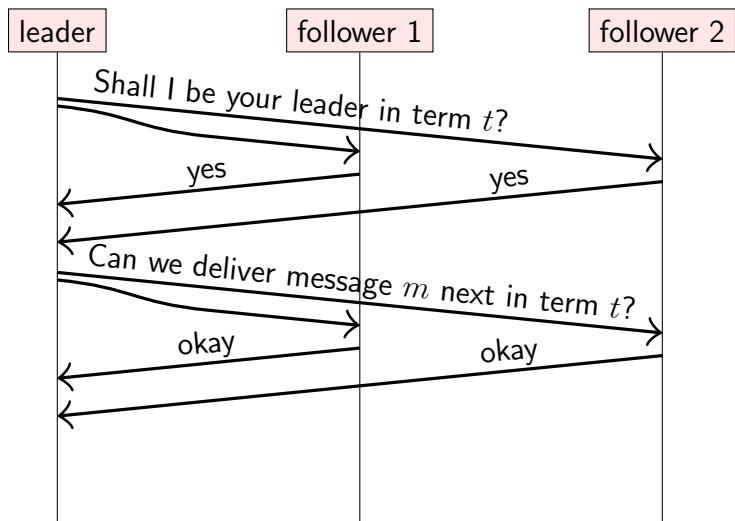 leader
follower 1
follower 2
Shall I be your leader in term t?
yes
yes
Can we deliver message m next in term t?
okay
okay